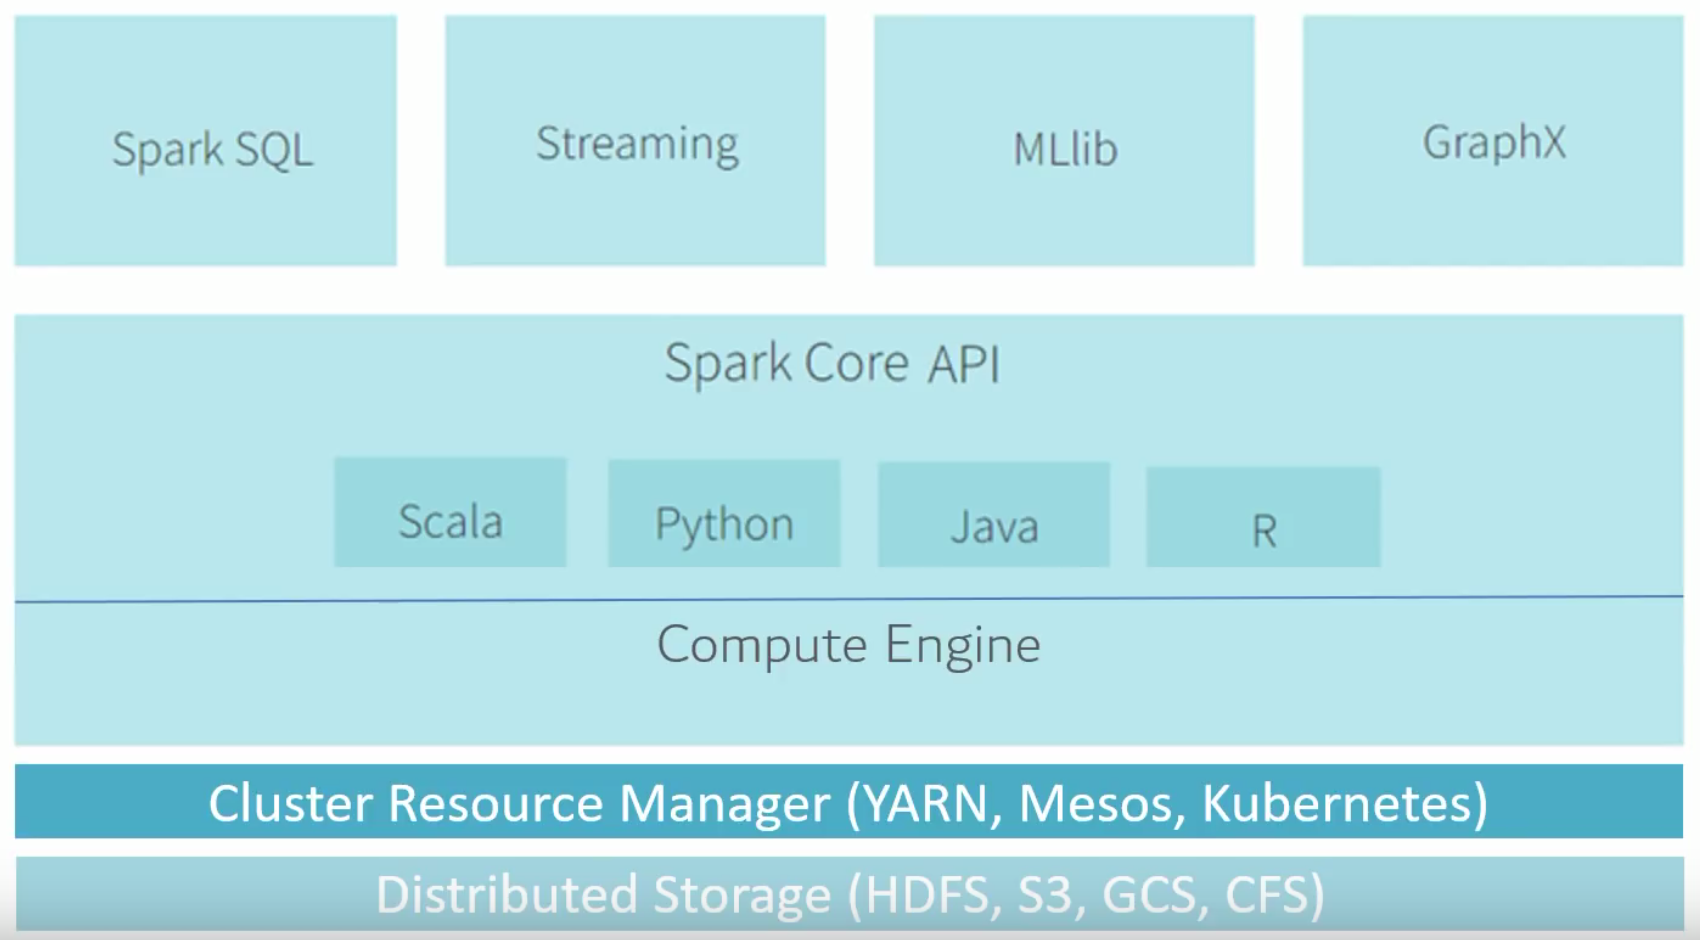 Spark SQL
Streaming
MLlib
GraphX
Spark Core API
Scala
Python
Java
R
Compute Engine
Cluster Resource Manager (YARN, Mesos, Kubernetes)
Distributed Storage (HDFS, S3, GCS, CFS)